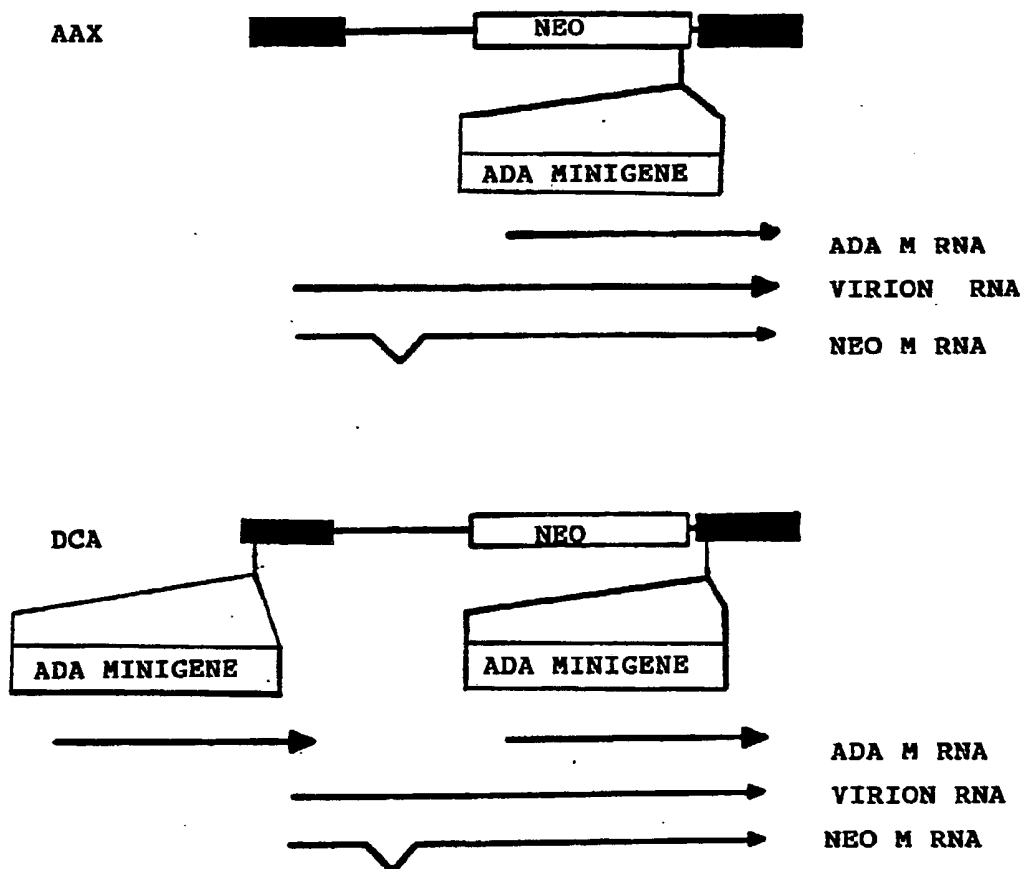 AAX
NEO
ADA MINIGENE
ADA M RNA
VIRION RNA
NEO M RNA
DCA
NEO
ADA MINIGENE
ADA MINIGENE
ADA M RNA
VIRION RNA
NEO M RNA